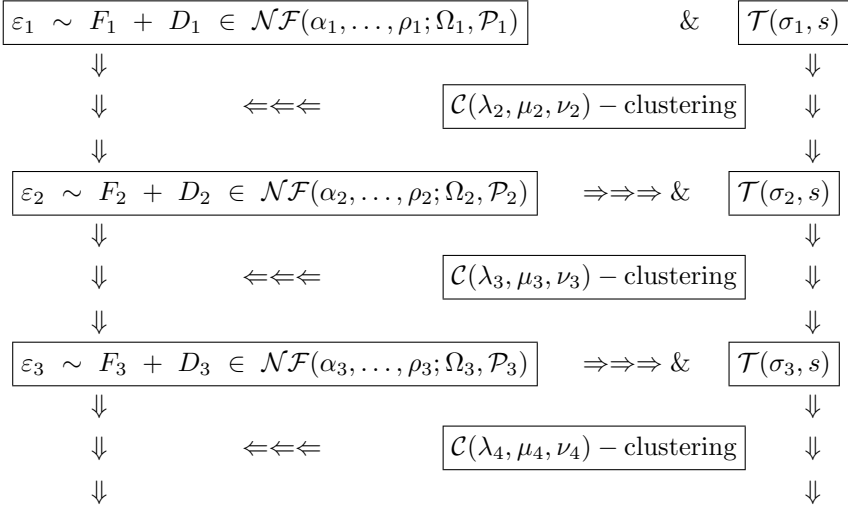 ε₁ ∼ F₁ + D₁ ∈ 𝒩ℱ(α₁,…,ρ₁;Ω₁,𝒫₁) & 𝒯(σ₁,s)
⇓ ⇓
⇓ ⇐⇐⇐ 𝒞(λ₂,μ₂,ν₂) − clustering ⇓
⇓ ⇓
ε₂ ∼ F₂ + D₂ ∈ 𝒩ℱ(α₂,…,ρ₂;Ω₂,𝒫₂) ⇒⇒⇒ & 𝒯(σ₂,s)
⇓ ⇓
⇓ ⇐⇐⇐ 𝒞(λ₃,μ₃,ν₃) − clustering ⇓
⇓ ⇓
ε₃ ∼ F₃ + D₃ ∈ 𝒩ℱ(α₃,…,ρ₃;Ω₃,𝒫₃) ⇒⇒⇒ & 𝒯(σ₃,s)
⇓ ⇓
⇓ ⇐⇐⇐ 𝒞(λ₄,μ₄,ν₄) − clustering ⇓
⇓ ⇓